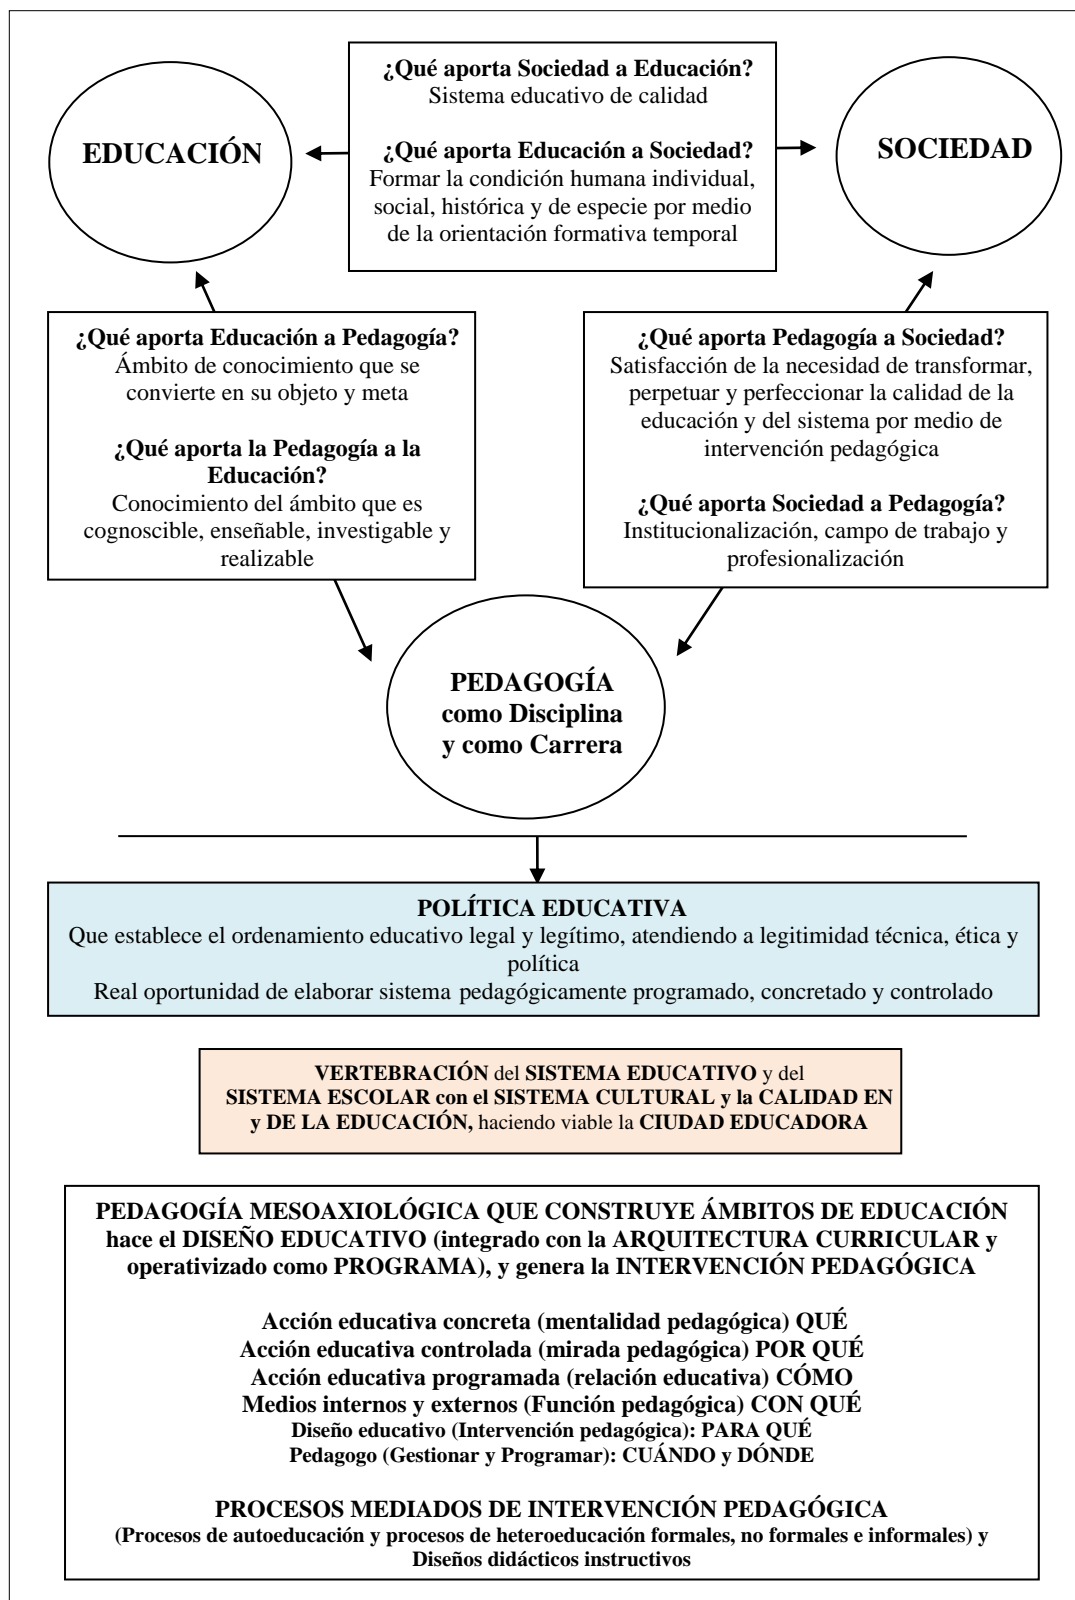 EDUCACIÓN
¿Qué aporta Sociedad a Educación?
Sistema educativo de calidad
¿Qué aporta Educación a Sociedad?
Formar la condición humana individual,
social, histórica y de especie por medio
de la orientación formativa temporal
SOCIEDAD
¿Qué aporta Educación a Pedagogía?
Ámbito de conocimiento que se
convierte en su objeto y meta
¿Qué aporta la Pedagogía a la
Educación?
Conocimiento del ámbito que es
cognoscible, enseñable, investigable y
realizable
¿Qué aporta Pedagogía a Sociedad?
Satisfacción de la necesidad de transformar,
perpetuar y perfeccionar la calidad de la
educación y del sistema por medio de
intervención pedagógica
¿Qué aporta Sociedad a Pedagogía?
Institucionalización, campo de trabajo y
profesionalización
PEDAGOGÍA
como Disciplina
y como Carrera
POLÍTICA EDUCATIVA
Que establece el ordenamiento educativo legal y legítimo, atendiendo a legitimidad técnica, ética y
política
Real oportunidad de elaborar sistema pedagógicamente programado, concretado y controlado
VERTEBRACIÓN del SISTEMA EDUCATIVO y del
SISTEMA ESCOLAR con el SISTEMA CULTURAL y la CALIDAD EN
y DE LA EDUCACIÓN, haciendo viable la CIUDAD EDUCADORA
PEDAGOGÍA MESOAXIOLÓGICA QUE CONSTRUYE ÁMBITOS DE EDUCACIÓN
hace el DISEÑO EDUCATIVO (integrado con la ARQUITECTURA CURRICULAR y
operativizado como PROGRAMA), y genera la INTERVENCIÓN PEDAGÓGICA
Acción educativa concreta (mentalidad pedagógica) QUÉ
Acción educativa controlada (mirada pedagógica) POR QUÉ
Acción educativa programada (relación educativa) CÓMO
Medios internos y externos (Función pedagógica) CON QUÉ
Diseño educativo (Intervención pedagógica): PARA QUÉ
Pedagogo (Gestionar y Programar): CUÁNDO y DÓNDE
PROCESOS MEDIADOS DE INTERVENCIÓN PEDAGÓGICA
(Procesos de autoeducación y procesos de heteroeducación formales, no formales e informales) y
Diseños didácticos instructivos